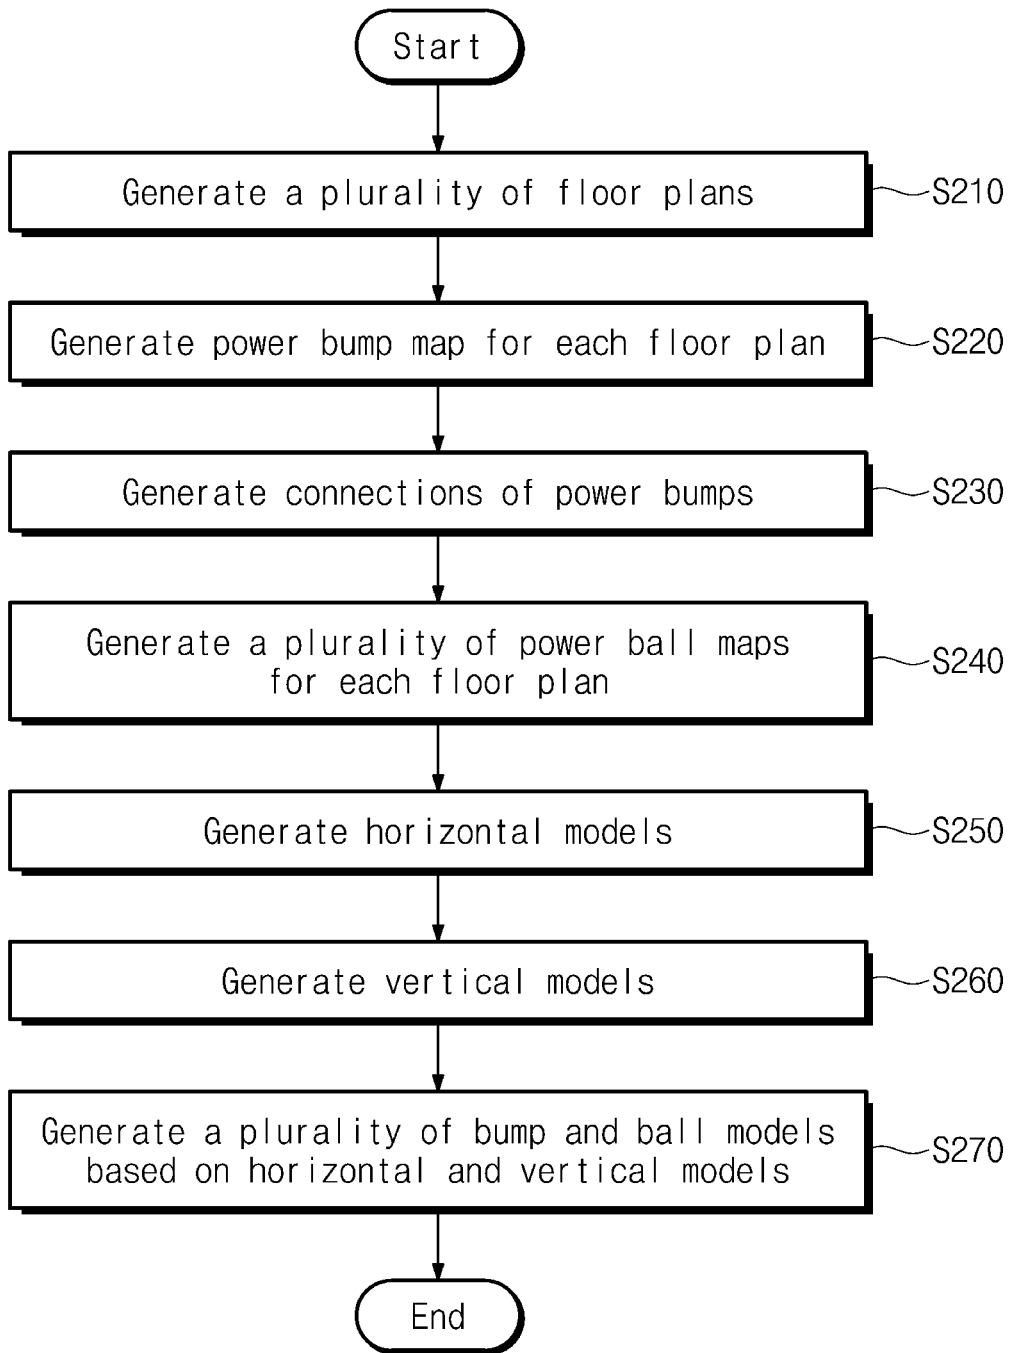 Start
Generate a plurality of floor plans
S210
Generate power bump map for each floor plan
S220
Generate connections of power bumps
S230
Generate a plurality of power ball maps
for each floor plan
S240
Generate horizontal models
S250
Generate vertical models
S260
Generate a plurality of bump and ball models
based on horizontal and vertical models
S270
End